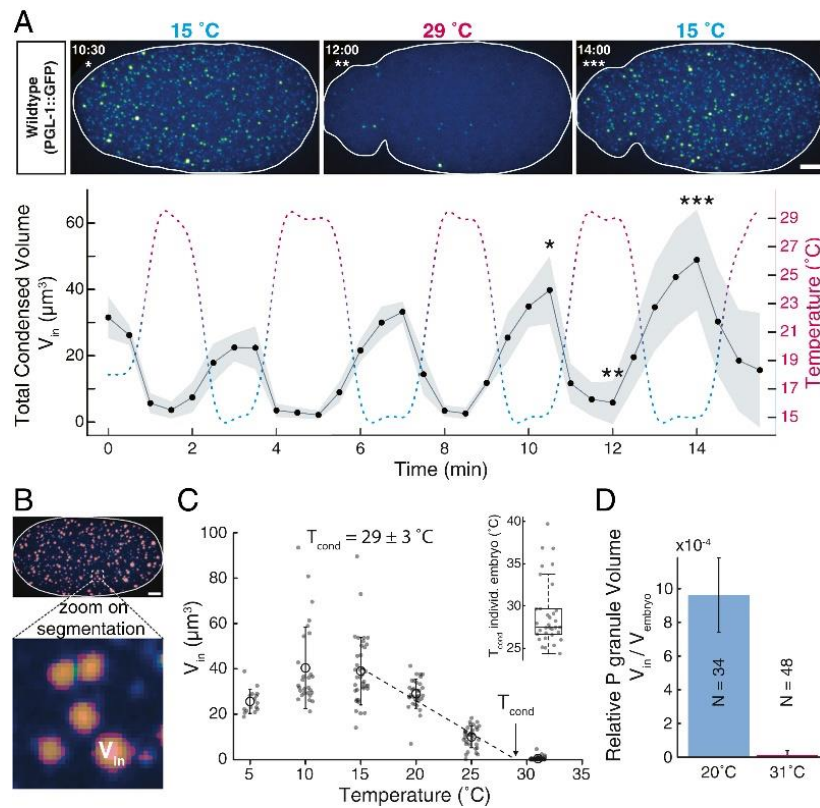 A
15 ˚C
29 ˚C
15 ˚C
Wildtype
(PGL-1::GFP)
10:30
*
12:00
**
14:00
***
Total Condensed Volume
V_in (µm³)
60
40
20
0
*
**
***
29
27
25
23
21
19
17
15
Temperature (˚C)
0 2 4 6 8 10 12 14
Time (min)
B
zoom on
segmentation
V_in
C
T_cond = 29 ± 3 ˚C
V_in (µm³)
100
80
60
40
20
0
5 10 15 20 25 30 35
Temperature (˚C)
T_cond
T_cond individ. embryo (˚C)
40
35
30
25
D
x10⁻⁴
Relative P granule Volume
V_in / V_embryo
10
8
6
4
2
0
N = 34
N = 48
20˚C
31˚C